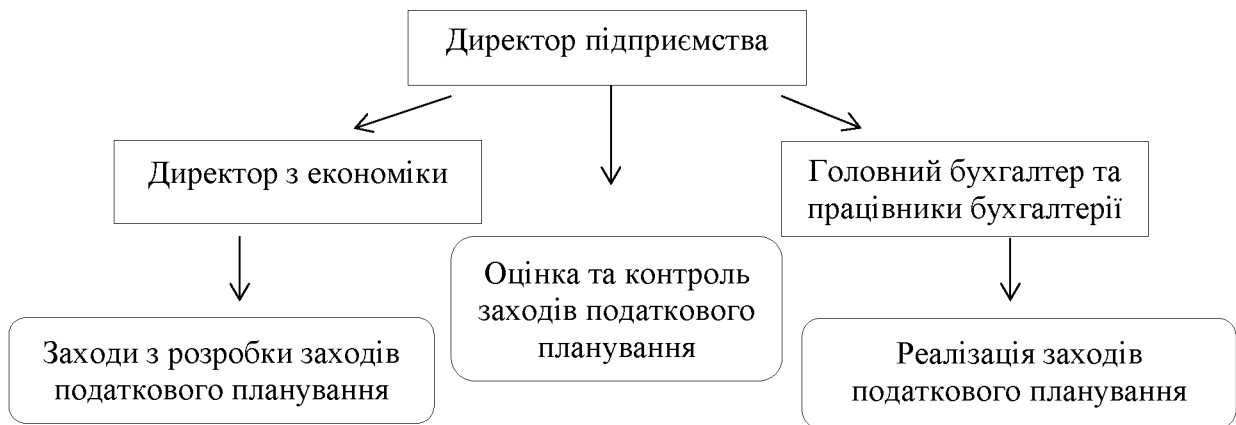 Директор підприємства
Директор з економіки
Головний бухгалтер та
працівники бухгалтерії
Оцінка та контроль
заходів податкового
планування
Заходи з розробки заходів
податкового планування
Реалізація заходів
податкового планування